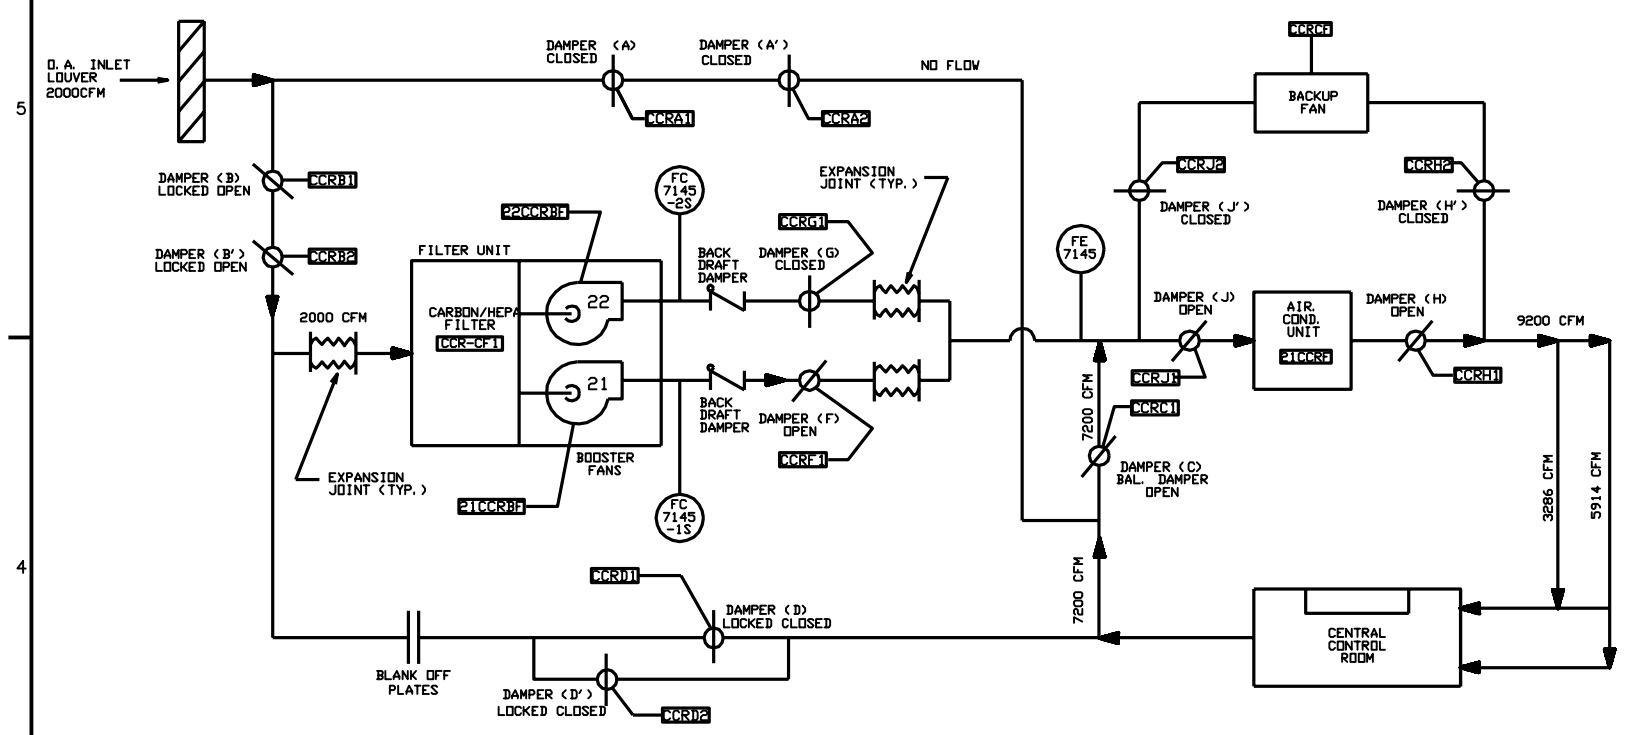 CCRCF
O.A. INLET
LOUVER
2000CFM
DAMPER (A)
CLOSED
DAMPER (A')
CLOSED
NO FLOW
BACKUP
FAN
5
CCRA1
CCRA2
CCRJ2
CCRH2
DAMPER (B)
LOCKED OPEN
CCRB1
FC
7145
-2S
EXPANSION
JOINT (TYP.)
DAMPER (J')
CLOSED
DAMPER (H')
CLOSED
22CCRBF
CCRG1
DAMPER (B')
LOCKED OPEN
CCRB2
FILTER UNIT
BACK
DRAFT
DAMPER
DAMPER (G)
CLOSED
FE
7145
2000 CFM
CARBON/HEPA
FILTER
CCR-CF1
22
DAMPER (J)
OPEN
AIR.
COND.
UNIT
21CCRF
DAMPER (H)
OPEN
9200 CFM
21
CCRJ1
CCRH1
7200 CFM
CCRC1
BACK
DRAFT
DAMPER
DAMPER (F)
OPEN
CCRF1
BOOSTER
FANS
DAMPER (C)
BAL. DAMPER
OPEN
EXPANSION
JOINT (TYP.)
21CCRBF
FC
7145
-1S
3286 CFM
5914 CFM
4
CCRD1
7200 CFM
DAMPER (D)
LOCKED CLOSED
CENTRAL
CONTROL
ROOM
BLANK OFF
PLATES
DAMPER (D')
LOCKED CLOSED
CCRD2